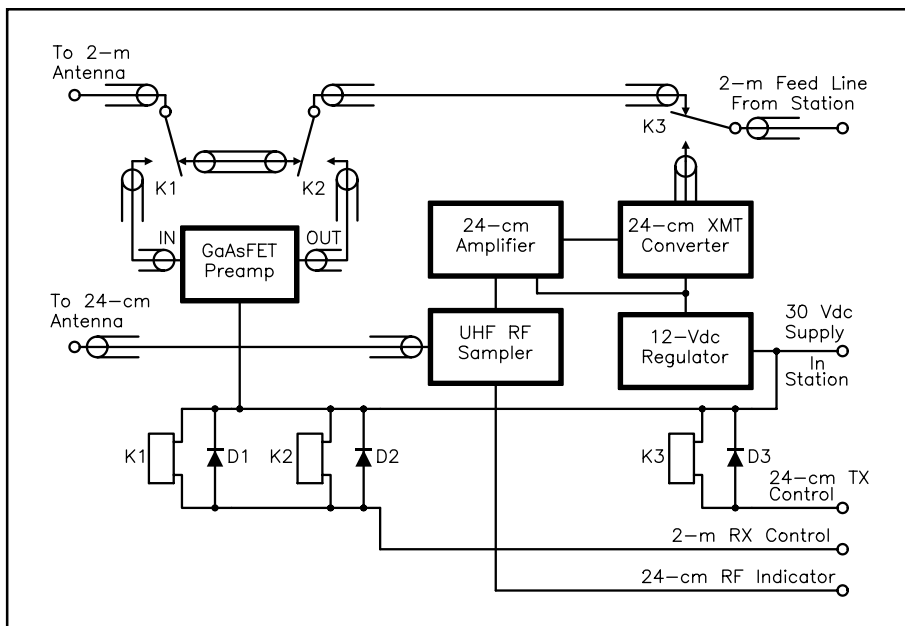 To 2-m
Antenna
2-m Feed Line
From Station
K3
K1
K2
IN
OUT
GaAsFET
Preamp
24-cm
Amplifier
24-cm XMT
Converter
To 24-cm
Antenna
UHF RF
Sampler
12-Vdc
Regulator
30 Vdc
Supply
In
Station
K1
D1
K2
D2
K3
D3
24-cm TX
Control
2-m RX Control
24-cm RF Indicator